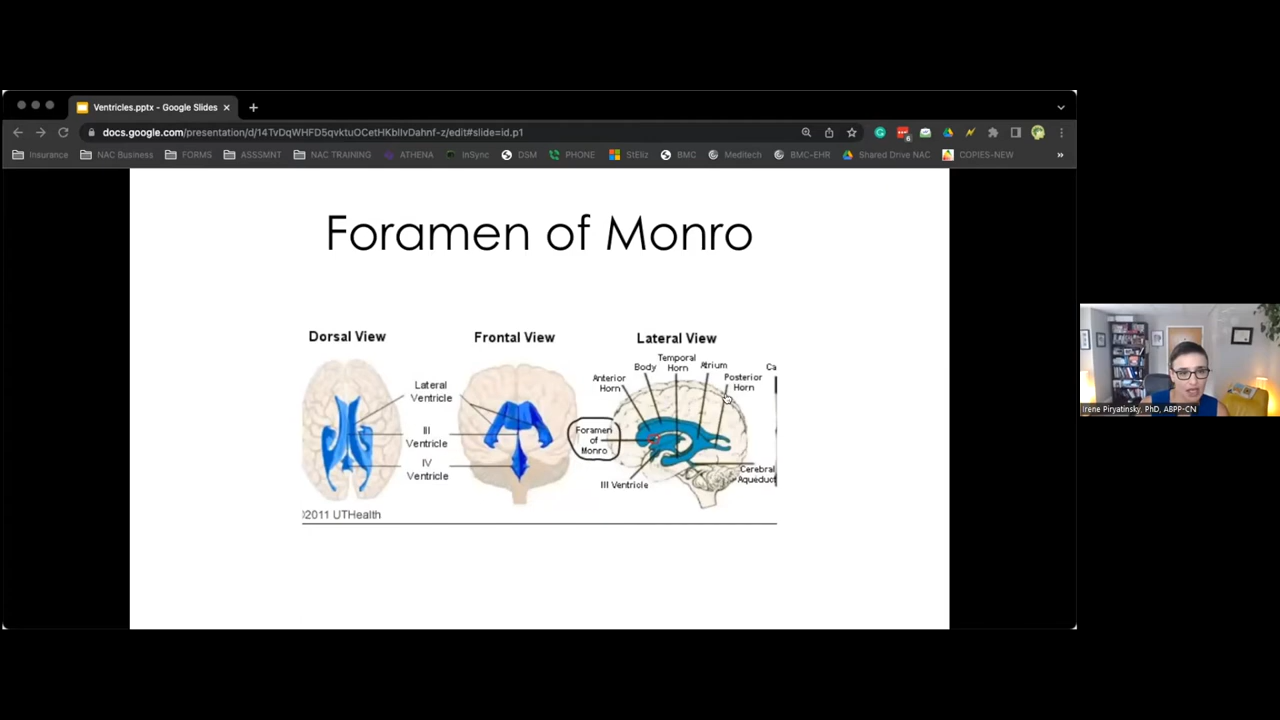 Ventricles.pptx - Google Slides
docs.google.com/presentation/d/14TvDqWHFD5qvktuOCetHKblIvDahnf-z/edit#slide=id.p1
Insurance NAC Business FORMS ASSSMNT NAC TRAINING ATHENA InSync DSM PHONE StEliz BMC Meditech BMC-EHR Shared Drive NAC COPIES-NEW
Foramen of Monro
Dorsal View
Lateral
Ventricle
III
Ventricle
IV
Ventricle
©2011 UTHealth
Frontal View
Lateral View
Anterior
Horn
Body
Temporal
Horn
Atrium
Posterior
Horn
Ca
Foramen
of
Monro
III Ventricle
Cerebral
Aqueduct
Irene Piryatinsky, PhD, ABPP-CN